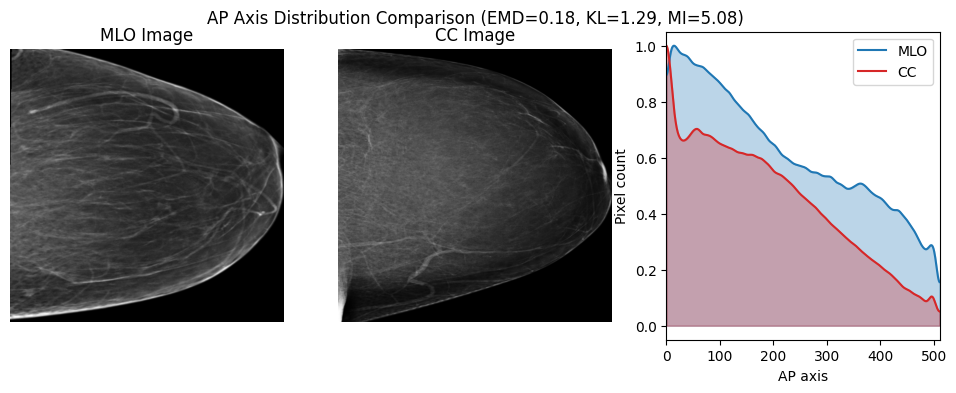 AP Axis Distribution Comparison (EMD=0.18, KL=1.29, MI=5.08)
MLO Image
CC Image
MLO
CC
1.0
0.8
0.6
0.4
0.2
0.0
Pixel count
0
100
200
300
400
500
AP axis